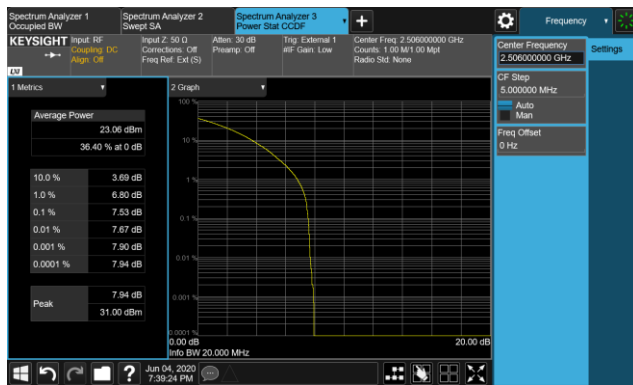 Spectrum Analyzer 1
Occupied BW
Spectrum Analyzer 2
Swept SA
Spectrum Analyzer 3
Power Stat CCDF
Frequency
KEYSIGHT
Input: RF
Coupling: DC
Align: Off
Input Z: 50 Ω
Corrections: Off
Freq Ref: Ext (S)
Atten: 30 dB
Preamp: Off
Trig: External 1
#IF Gain: Low
Center Freq: 2.506000000 GHz
Counts: 1.00 M/1.00 Mpt
Radio Std: None
LXI
Center Frequency
2.506000000 GHz
Settings
CF Step
5.000000 MHz
Auto
Man
Freq Offset
0 Hz
1 Metrics
Average Power
23.06 dBm
36.40 % at 0 dB
10.0 % 3.69 dB
1.0 % 6.80 dB
0.1 % 7.53 dB
0.01 % 7.67 dB
0.001 % 7.90 dB
0.0001 % 7.94 dB
Peak
7.94 dB
31.00 dBm
2 Graph
100 %
10 %
1 %
0.1 %
0.01 %
0.001 %
0.0001 %
0.00 dB
20.00 dB
Info BW 20.000 MHz
?
Jun 04, 2020
7:39:24 PM